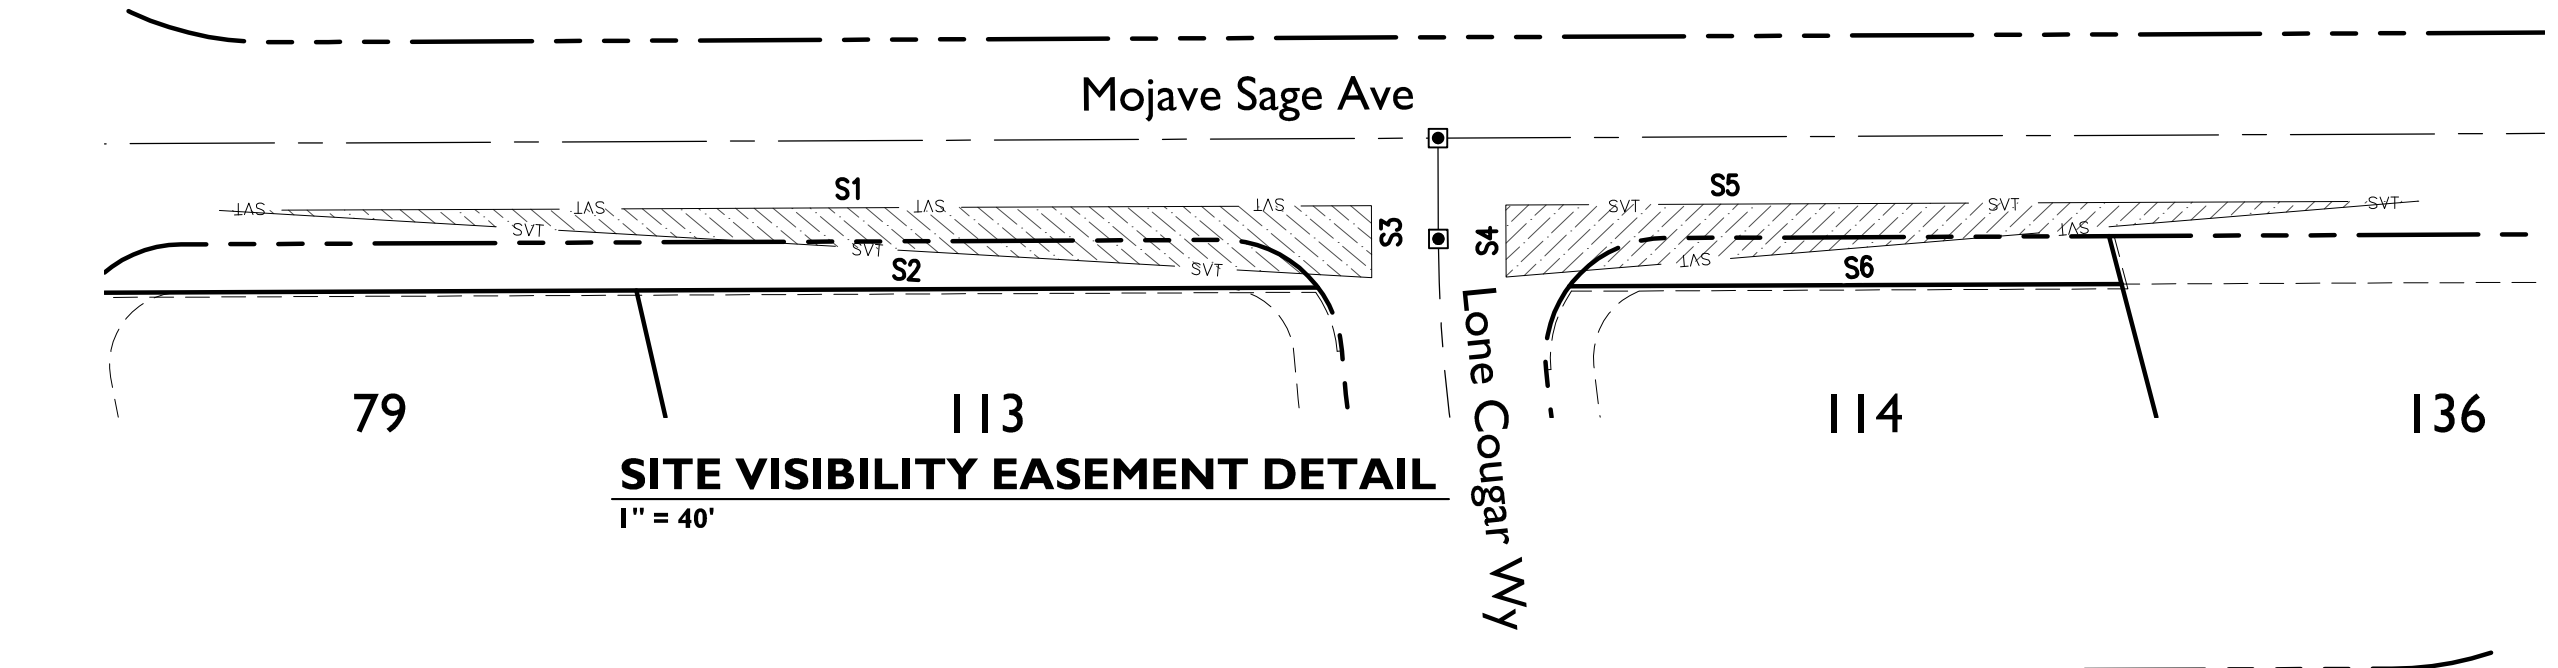 Mojave Sage Ave
S1
S5
SVT
SVT
SVT
SVT
SVT
SVT
SVT
SVT
SVT
SVT
SVT
SVT
S3
S4
S2
S6
Lone Cougar Wy
79
113
114
136
SITE VISIBILITY EASEMENT DETAIL
1" = 40'